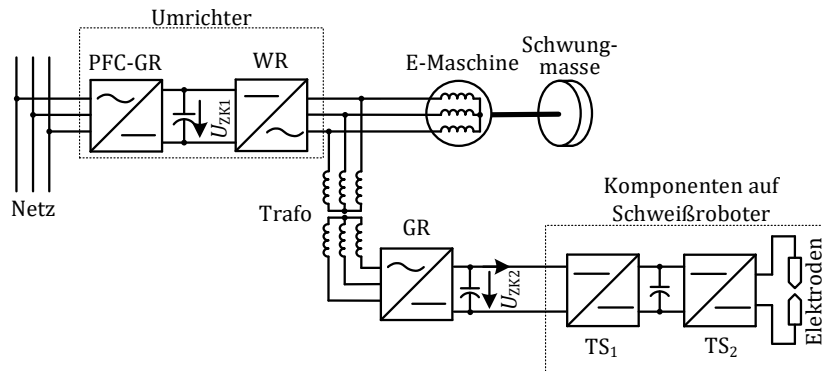 Umrichter
PFC-GR
WR
E-Maschine
Schwung-
masse
U_ZK1
Netz
Trafo
GR
Komponenten auf
Schweißroboter
U_ZK2
TS₁
TS₂
Elektroden